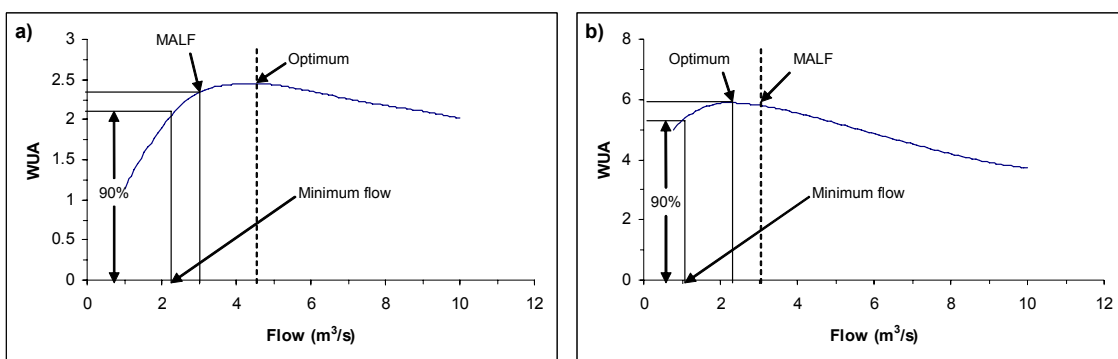 a)
3
2.5
2
1.5
1
0.5
0
WUA
MALF
Optimum
90%
Minimum flow
0 2 4 6 8 10 12
Flow (m³/s)
b)
8
6
4
2
0
WUA
Optimum
MALF
90%
Minimum flow
0 2 4 6 8 10 12
Flow (m³/s)